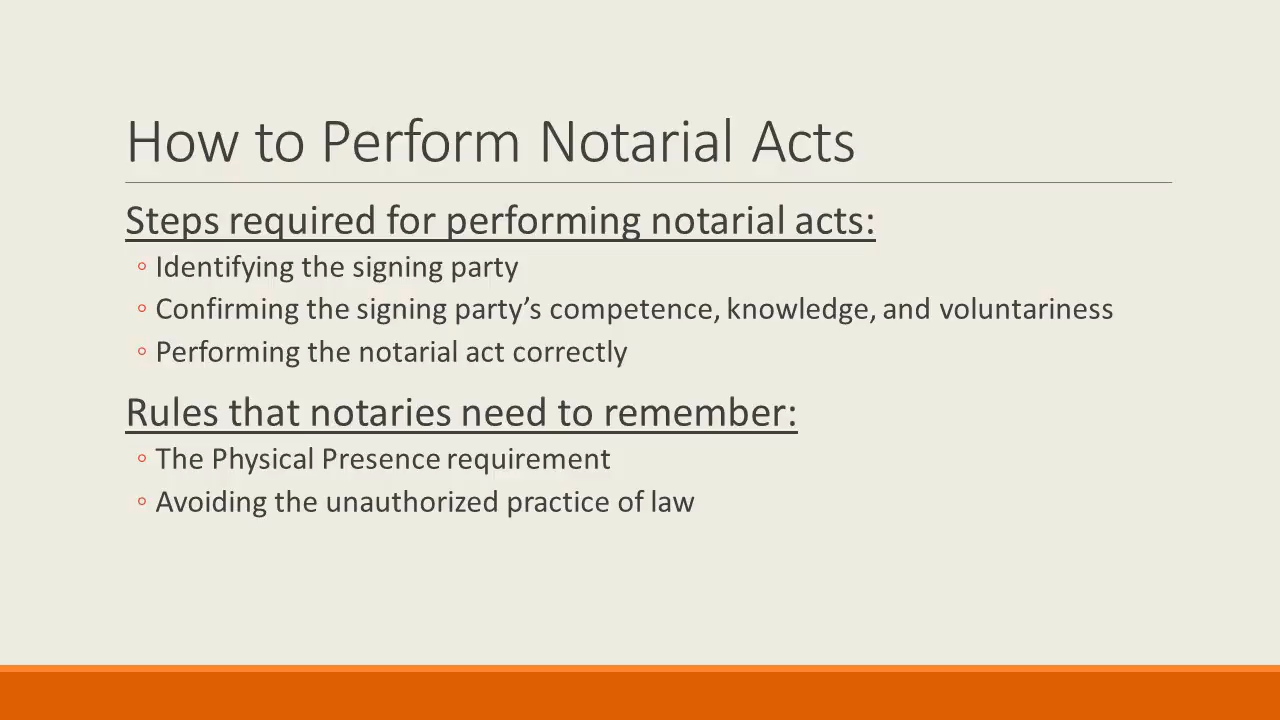 How to Perform Notarial Acts
Steps required for performing notarial acts:
◦ Identifying the signing party
◦ Confirming the signing party’s competence, knowledge, and voluntariness
◦ Performing the notarial act correctly
Rules that notaries need to remember:
◦ The Physical Presence requirement
◦ Avoiding the unauthorized practice of law